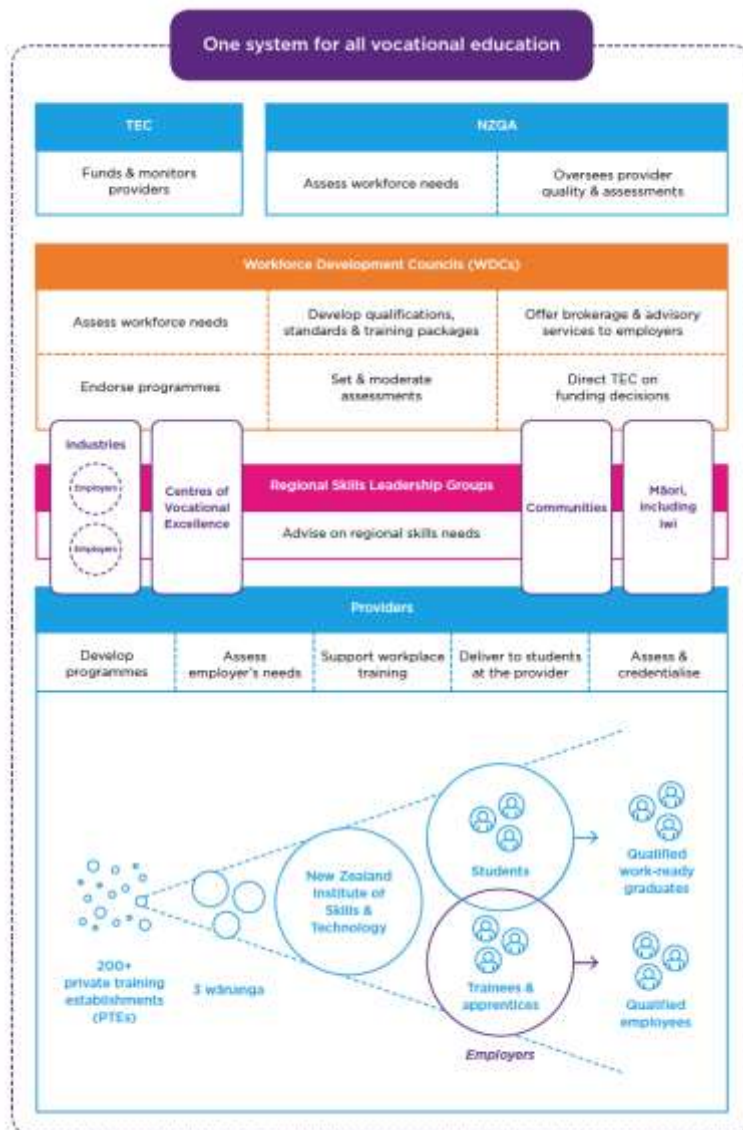 One system for all vocational education
TEC
Funds & monitors
providers
NZQA
Assess workforce needs
Oversees provider
quality & assessments
Workforce Development Councils (WDCs)
Assess workforce needs
Develop qualifications,
standards & training packages
Offer brokerage & advisory
services to employers
Endorse programmes
Set & moderate
assessments
Direct TEC on
funding decisions
Industries
Employers
Employers
Centres of
Vocational
Excellence
Regional Skills Leadership Groups
Advise on regional skills needs
Communities
Māori,
including
iwi
Providers
Develop
programmes
Assess
employer's needs
Support workplace
training
Deliver to students
at the provider
Assess &
credentialise
200+
private training
establishments
(PTEs)
3 wānanga
New Zealand
Institute of
Skills &
Technology
Students
Qualified
work-ready
graduates
Trainees &
apprentices
Employers
Qualified
employees